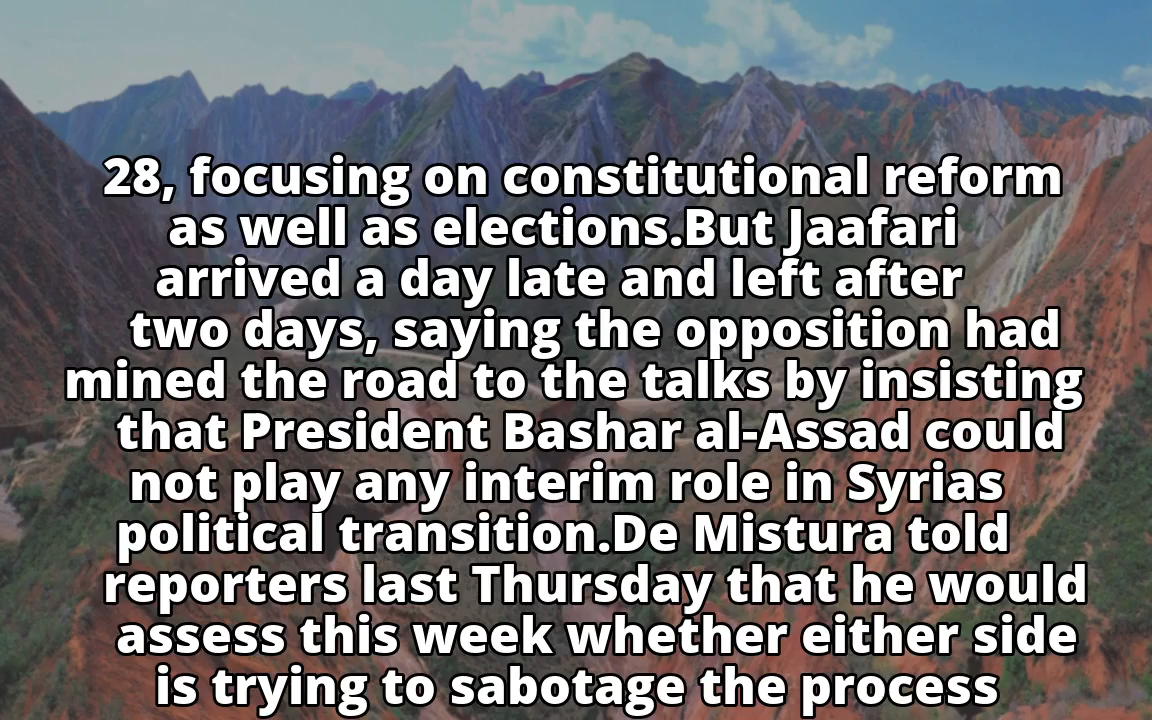 28, focusing on constitutional reform
as well as elections.But Jaafari
arrived a day late and left after
two days, saying the opposition had
mined the road to the talks by insisting
that President Bashar al-Assad could
not play any interim role in Syrias
political transition.De Mistura told
reporters last Thursday that he would
assess this week whether either side
is trying to sabotage the process